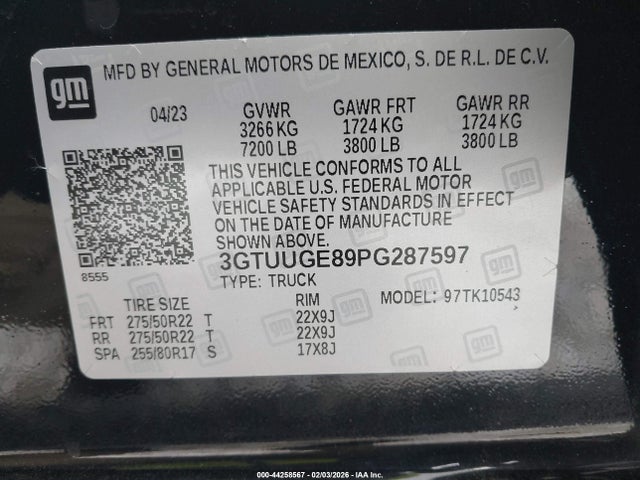 gm
MFD BY GENERAL MOTORS DE MEXICO, S. DE R.L. DE C.V.
04/23 GVWR GAWR FRT GAWR RR
3266 KG 1724 KG 1724 KG
7200 LB 3800 LB 3800 LB
THIS VEHICLE CONFORMS TO ALL
APPLICABLE U.S. FEDERAL MOTOR
VEHICLE SAFETY STANDARDS IN EFFECT
ON THE DATE OF MANUFACTURE
SHOWN ABOVE.
8555
3GTUUGE89PG287597
TYPE: TRUCK
TIRE SIZE RIM MODEL: 97TK10543
FRT 275/50R22 T 22X9J
RR 275/50R22 T 22X9J
SPA 255/80R17 S 17X8J
000-44258567 - 02/03/2026 - IAA Inc.